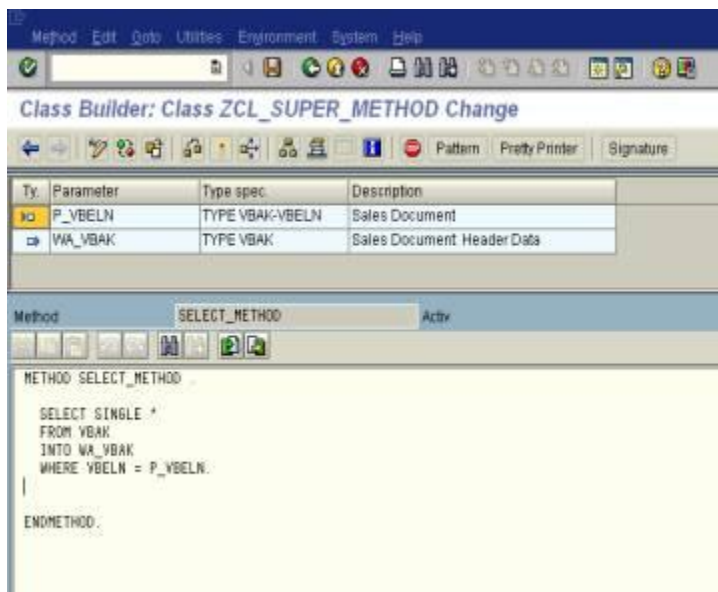 Method Edit Goto Utilities Environment System Help
Class Builder: Class ZCL_SUPER_METHOD Change
Pattern Pretty Printer Signature
Ty. Parameter Type spec. Description
P_VBELN TYPE VBAK-VBELN Sales Document
WA_VBAK TYPE VBAK Sales Document: Header Data
Method SELECT_METHOD Activ
METHOD SELECT_METHOD .
SELECT SINGLE *
FROM VBAK
INTO WA_VBAK
WHERE VBELN = P_VBELN.
ENDMETHOD.